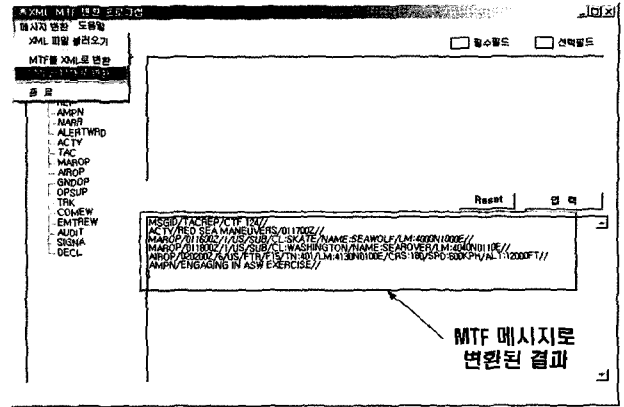 XML MTF 변환 프로그램
메시지 변환 도움말
XML 파일 불러오기
MTF를 XML로 변환
종 료
필수필드
선택필드
REF
AMPN
NARR
ALERTWRD
ACTY
TAC
MAROP
AIROP
GNDOP
OPSUP
TRK
COMEW
EMTREW
AUDIT
SIGNA
DECL
Reset
입 력
MSGID/TACREP/CTF 124//
ACTY/RED SEA MANEUVERS/011700Z//
MAROP/011600Z/1/US/SUB/CL:SKATE/NAME:SEAWOLF/LM:4000N1000E//
MAROP/011800Z/1/US/SUB/CL:WASHINGTON/NAME:SEAROVER/LM:4040N0110E//
AIROP/020200Z/6/US/FTR/F15/TN:401/LM:4130N0100E/CRS:180/SPD:600KPH/ALT:12000FT//
AMPN/ENGAGING IN ASW EXERCISE//
MTF 메시지로
변환된 결과